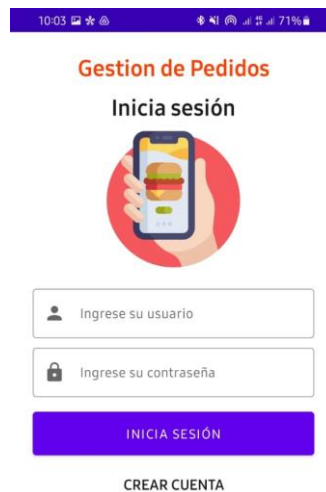 10:03 71%
Gestion de Pedidos
Inicia sesión
Ingrese su usuario
Ingrese su contraseña
INICIA SESIÓN
CREAR CUENTA